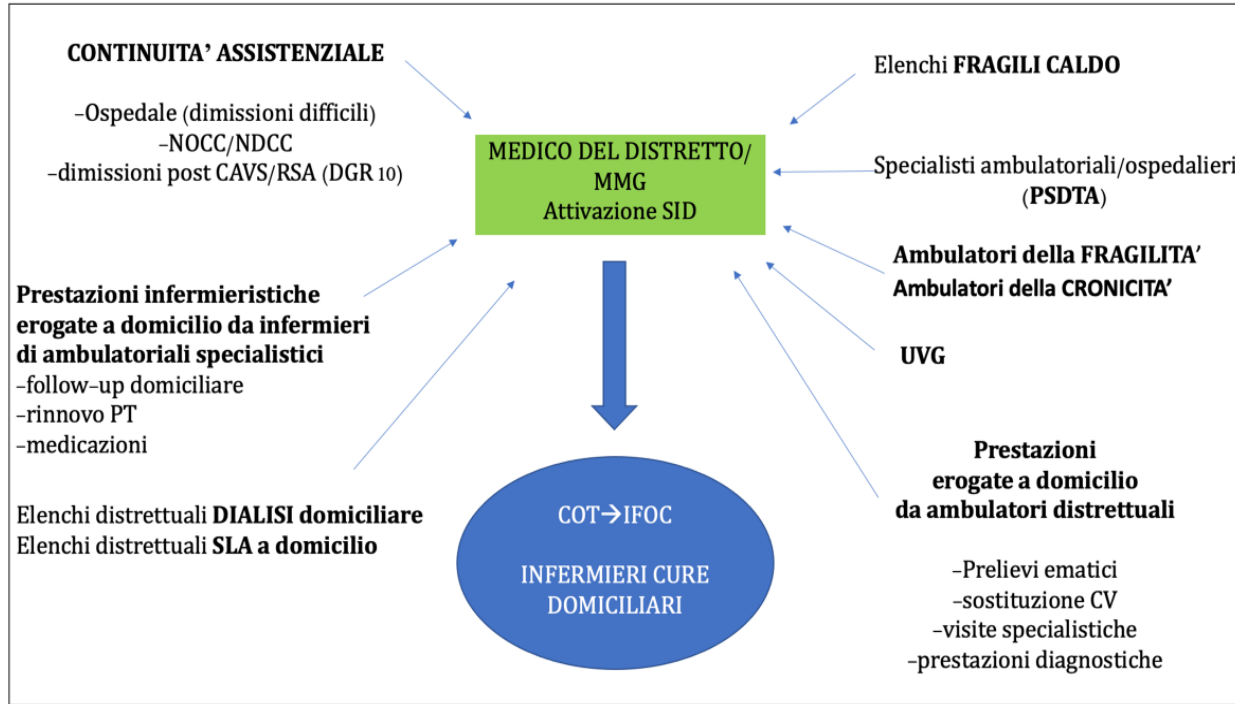 CONTINUITA’ ASSISTENZIALE
–Ospedale (dimissioni difficili)
–NOCC/NDCC
–dimissioni post CAVS/RSA (DGR 10)
Prestazioni infermieristiche
erogate a domicilio da infermieri
di ambulatoriali specialistici
–follow–up domiciliare
–rinnovo PT
–medicazioni
Elenchi distrettuali DIALISI domiciliare
Elenchi distrettuali SLA a domicilio
MEDICO DEL DISTRETTO/
MMG
Attivazione SID
COT→IFOC
INFERMIERI CURE
DOMICILIARI
Elenchi FRAGILI CALDO
Specialisti ambulatoriali/ospedalieri
(PSDTA)
Ambulatori della FRAGILITA’
Ambulatori della CRONICITA’
UVG
Prestazioni
erogate a domicilio
da ambulatori distrettuali
–Prelievi ematici
–sostituzione CV
–visite specialistiche
–prestazioni diagnostiche